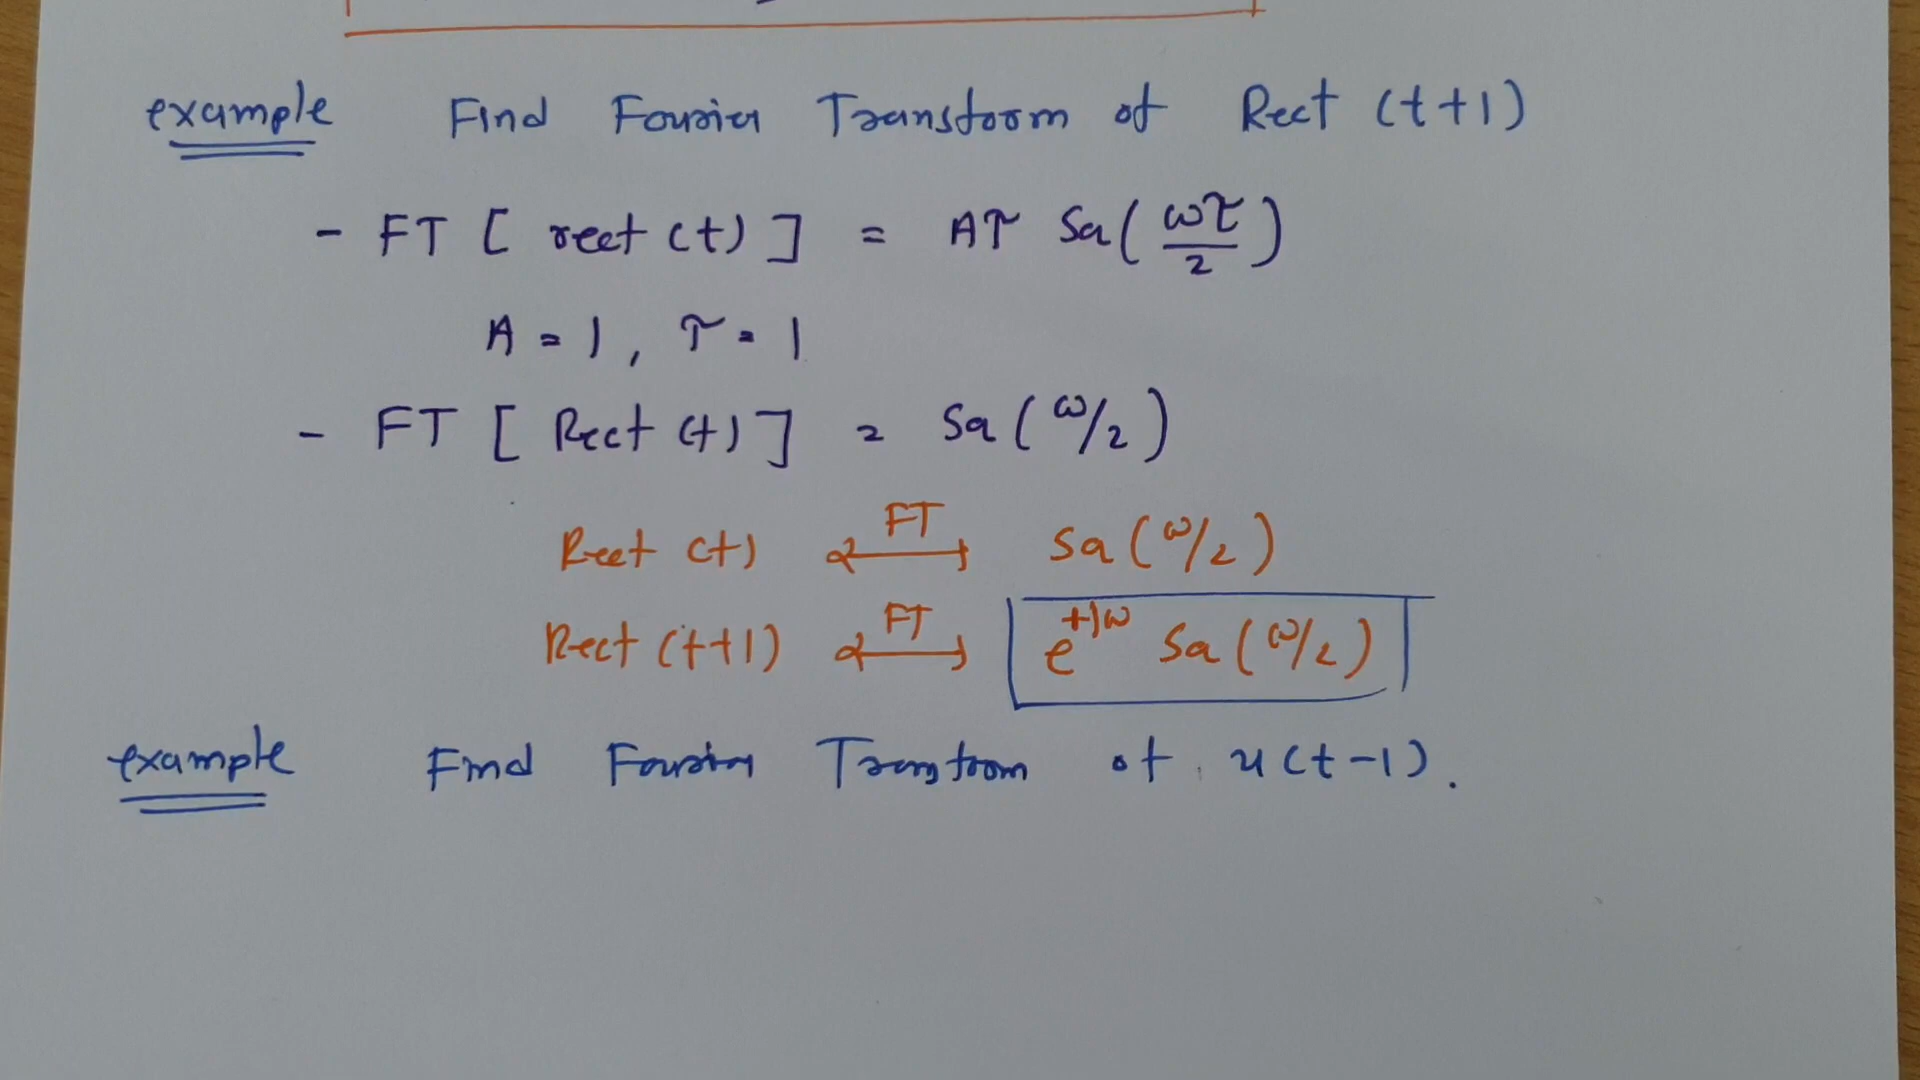 example Find Fourier Transform of Rect (t+1)
- FT [ rect (t) ] = Aτ Sa( ωτ/2 )
A = 1, τ = 1
- FT [ Rect (t) ] = Sa ( ω/2 )
Rect (t) ⟷ FT Sa ( ω/2 )
Rect (t+1) ⟷ FT e^{+jω} Sa ( ω/2 )
example Find Fourier Transform of u(t-1).